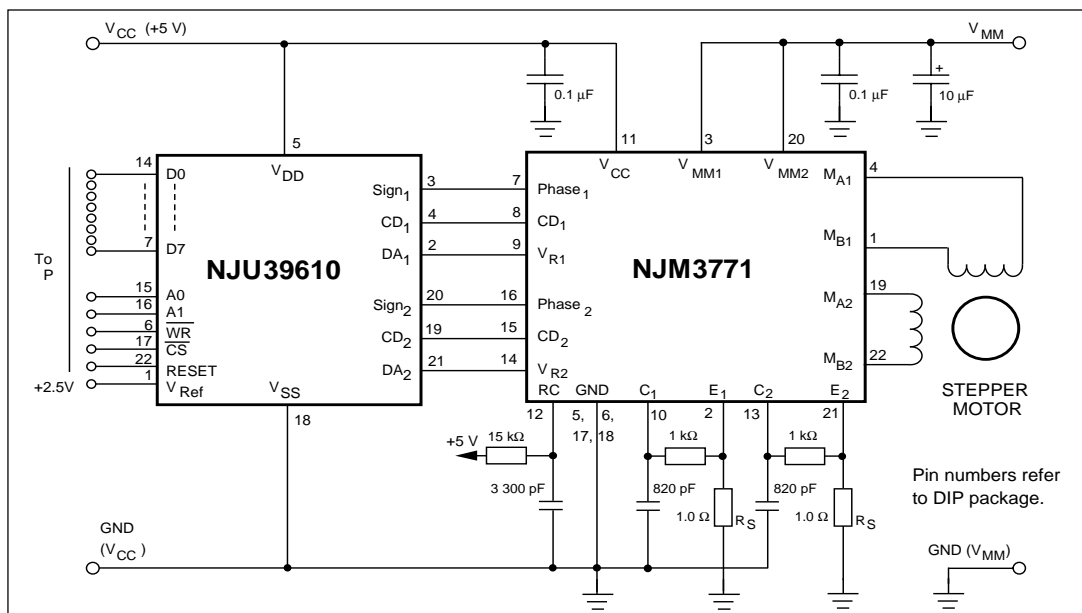 VCC (+5 V)
VMM
0.1 µF
0.1 µF
+
10 µF
5
11
3
20
14
D0
VDD
VCC
VMM1
VMM2
4
MA1
Sign1
3
7
Phase1
CD1
4
8
CD1
7
D7
DA1
2
9
VR1
1
MB1
To
P
NJU39610
NJM3771
15
A0
16
A1
6
WR
17
CS
22
RESET
+2.5V
1
VRef
Sign2
20
16
Phase2
19
MA2
CD2
19
15
CD2
DA2
21
14
VR2
22
MB2
VSS
18
RC
GND
C1
E1
C2
E2
12
5,
6,
17,
18
10
2
13
21
STEPPER
MOTOR
+5 V
15 kΩ
1 kΩ
1 kΩ
3 300 pF
820 pF
820 pF
1.0 Ω
RS
1.0 Ω
RS
Pin numbers refer
to DIP package.
GND
(VCC)
GND (VMM)